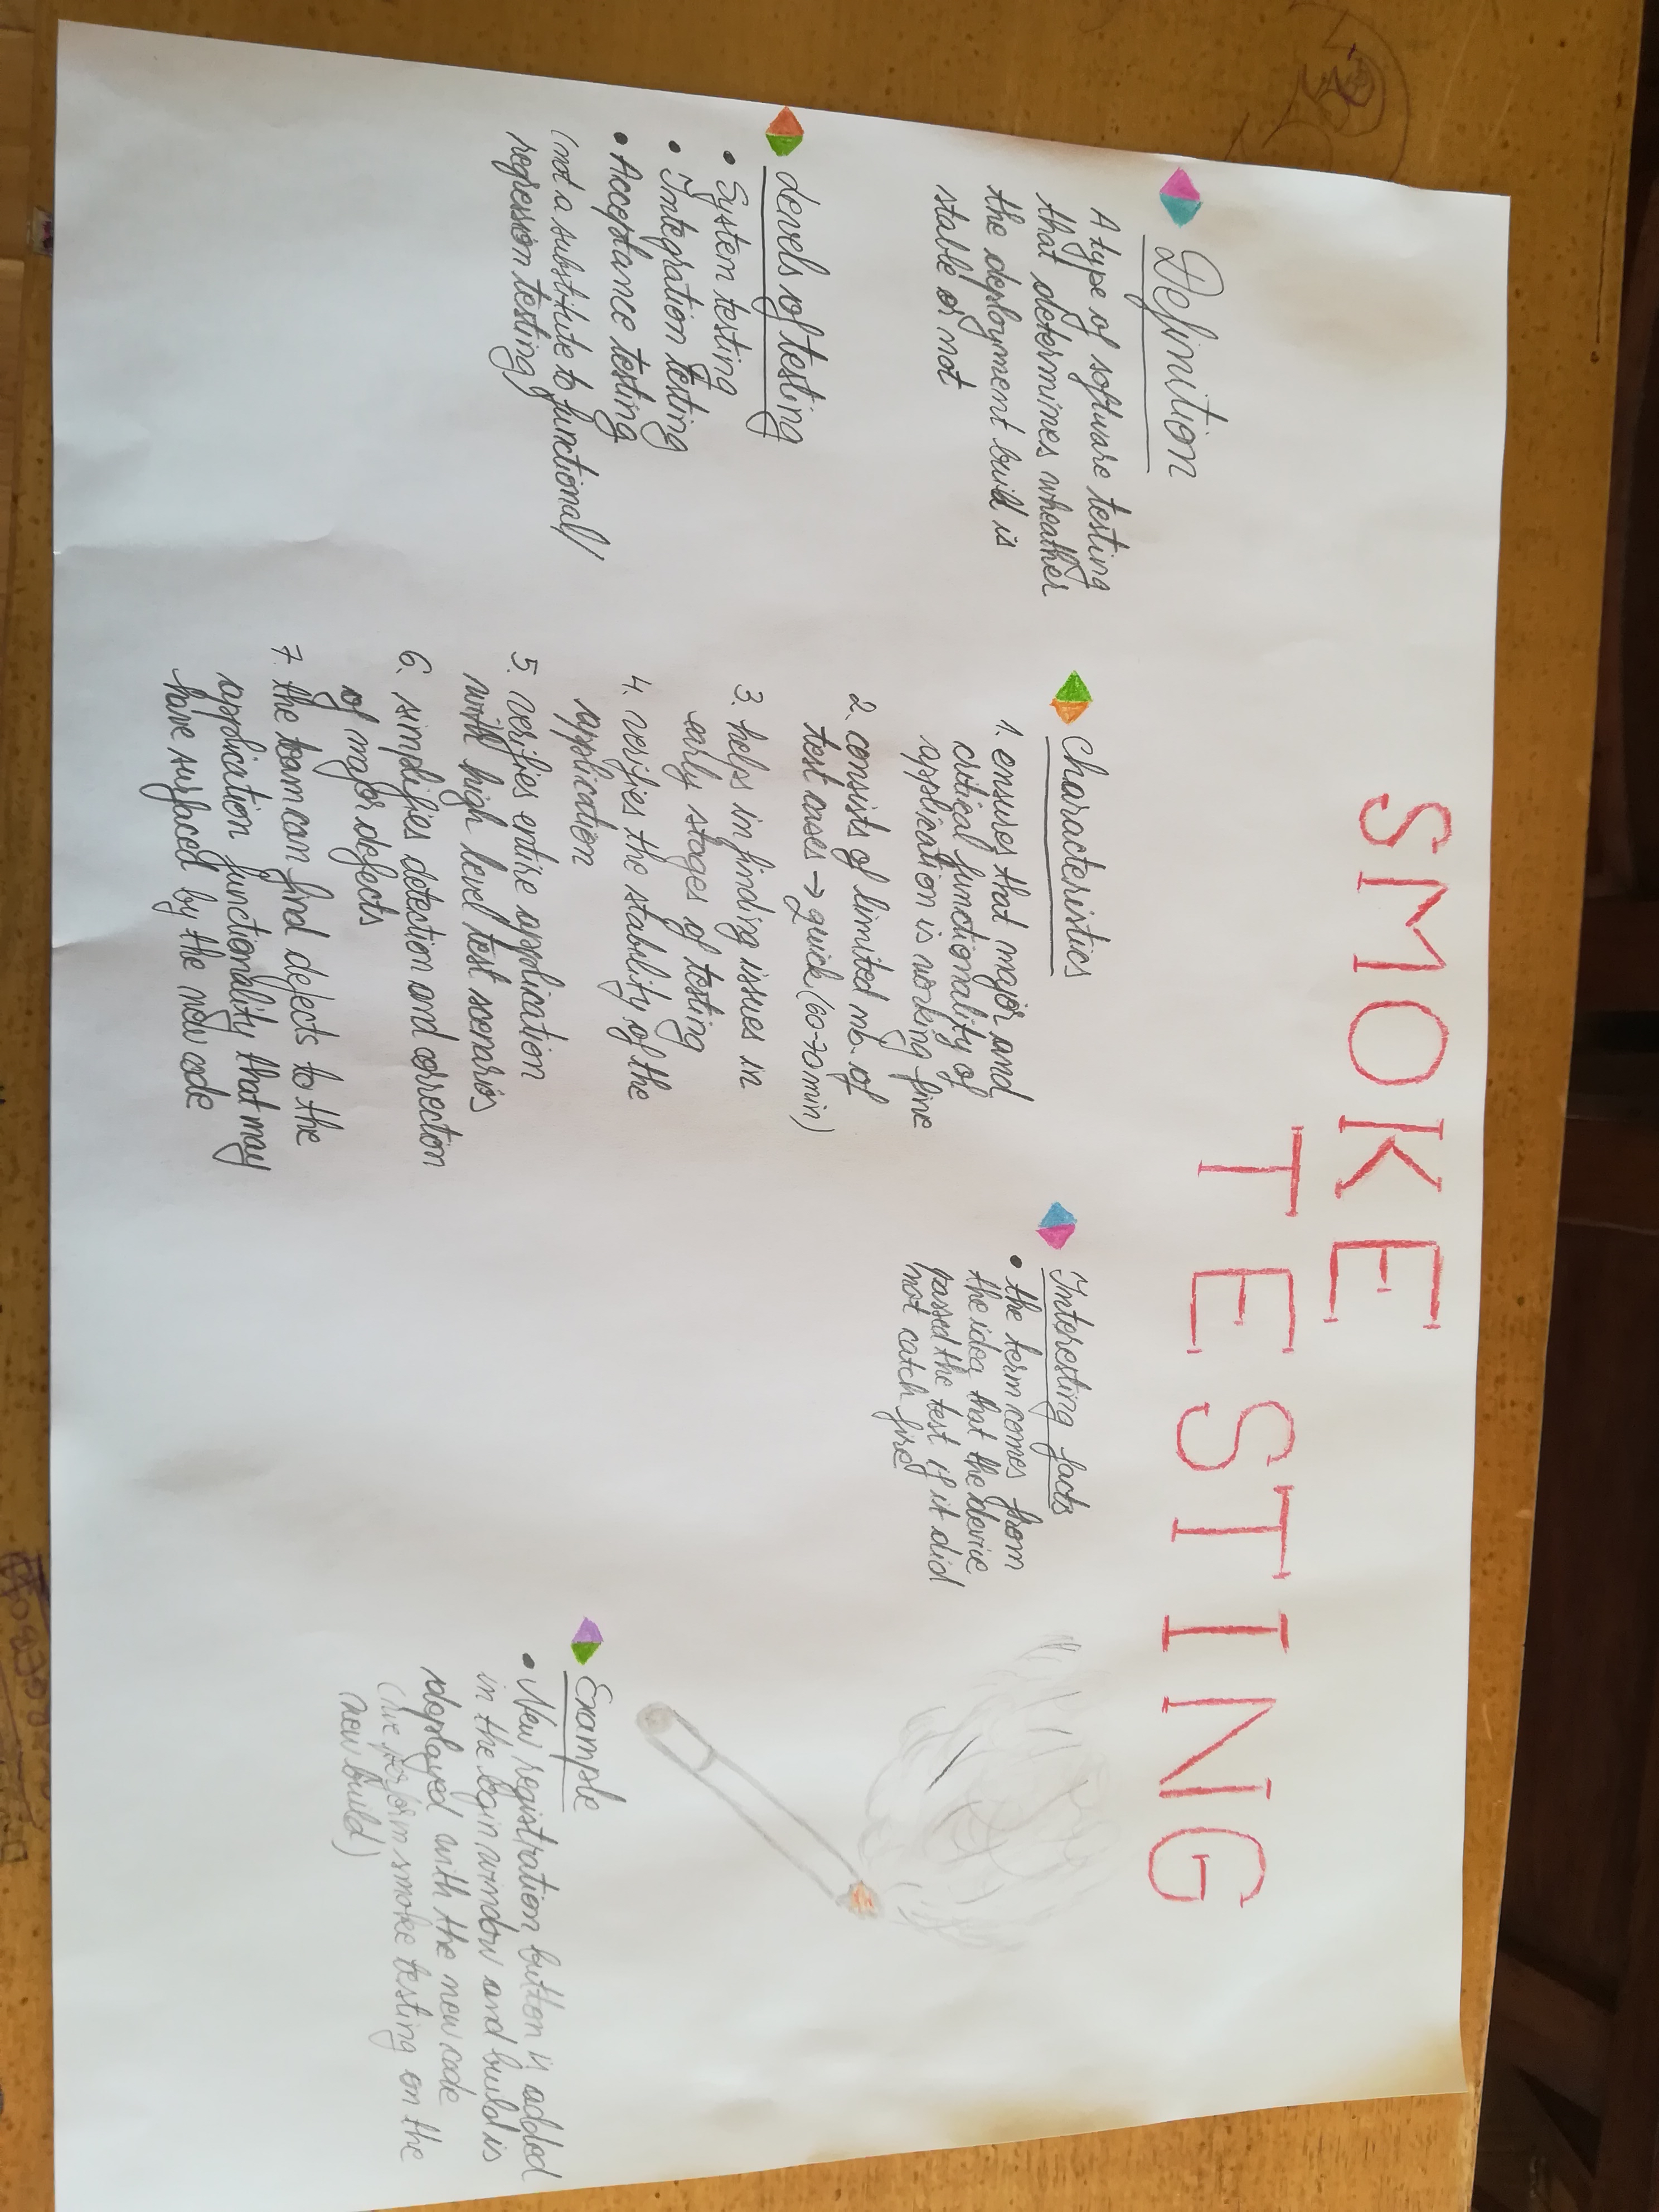 SMOKE
TESTING
Definition
A type of software testing
that determines wheather
the deployment build is
stable or not
Levels of testing
• System testing
• Integration testing
• Acceptance testing
(not a substitute to functional/
regression testing)
Characteristics
1. ensures that major and
critical functionality of
application is working fine
2. consists of limited nb. of
test cases → quick (60-70 min)
3. helps in finding issues in
early stages of testing
4. verifies the stability of the
application
5. verifies entire application
with high level test scenarios
6. simplifies detection and correction
of major defects
7. the team can find defects to the
application functionality that may
have surfaced by the new code
Interesting facts
• the term comes from
the idea that the device
passed the test if it did
not catch fire
Example
• New registration button is added
in the login window and build is
deployed with the new code
(we perform smoke testing on the
new build)